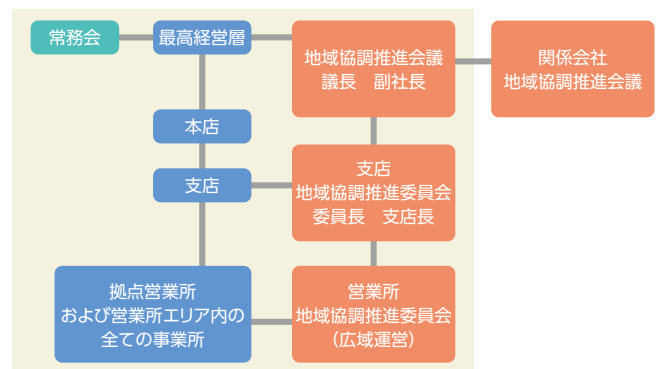 常務会
最高経営層
地域協調推進会議
議長　副社長
関係会社
地域協調推進会議
本店
支店
支店
地域協調推進委員会
委員長　支店長
拠点営業所
および営業所エリア内の
全ての事業所
営業所
地域協調推進委員会
（広域運営）